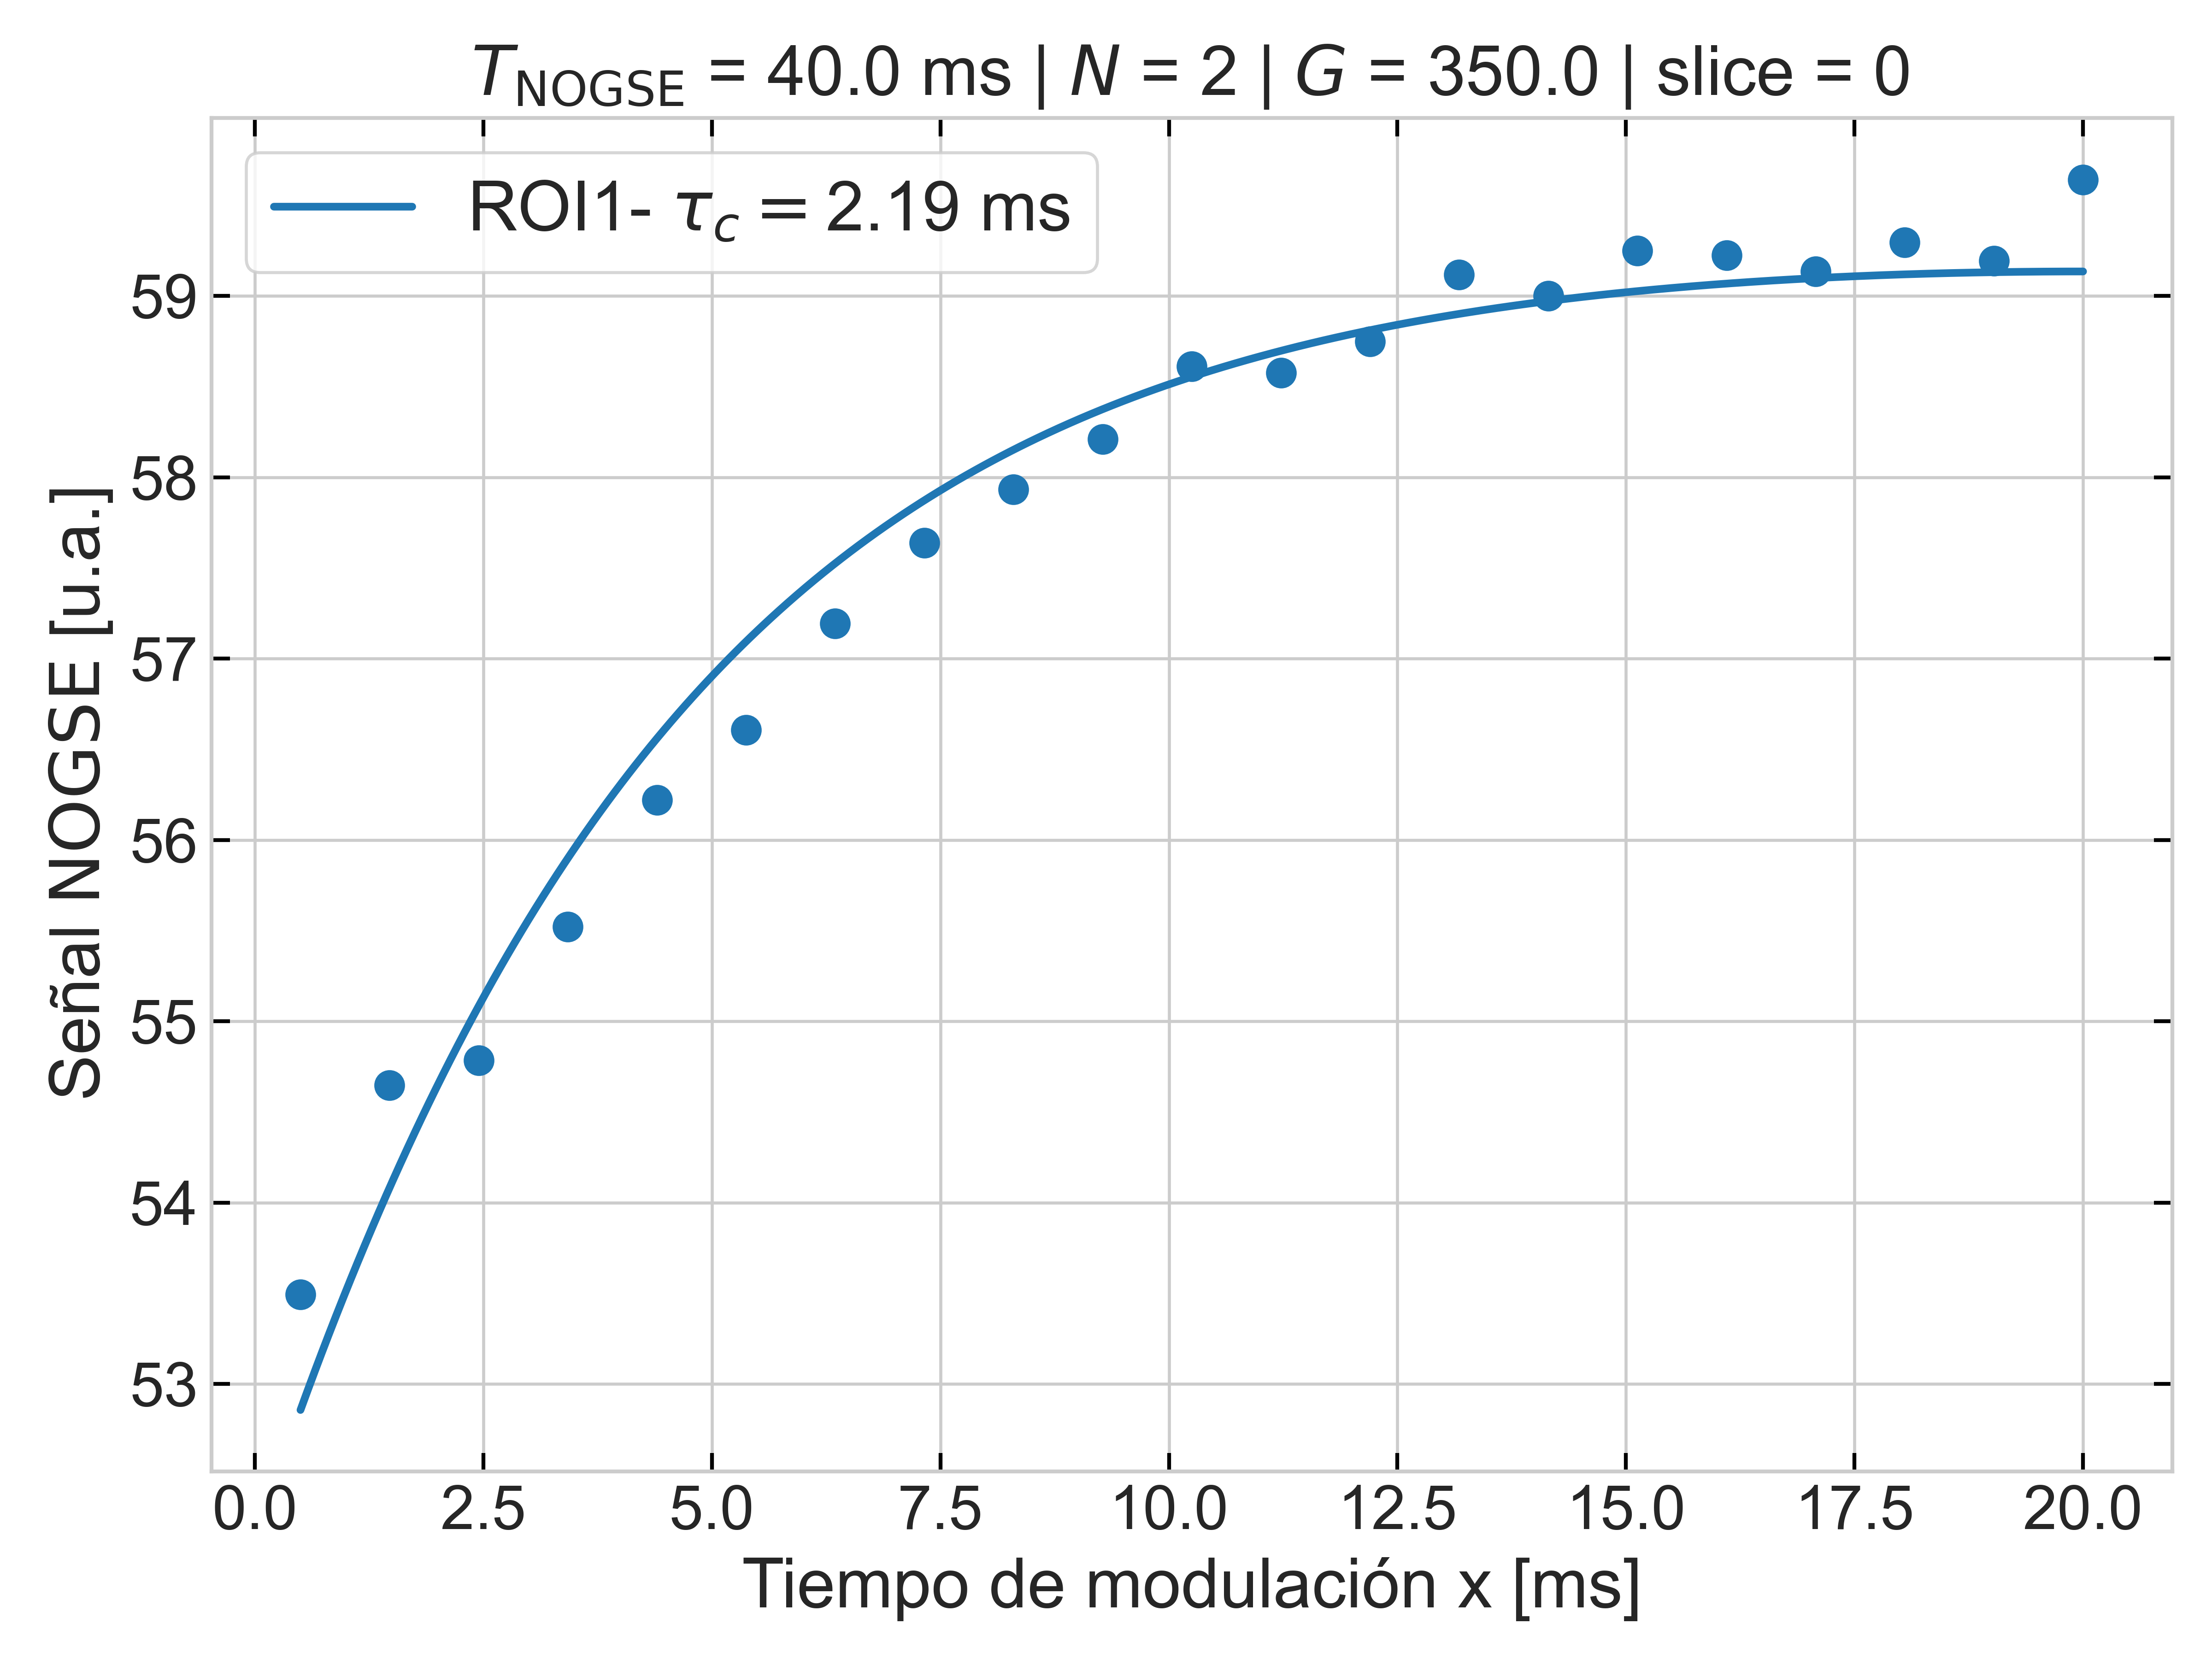 T_NOGSE = 40.0 ms | N = 2 | G = 350.0 | slice = 0
ROI1- τ_c = 2.19 ms
Señal NOGSE [u.a.]
59
58
57
56
55
54
53
0.0 2.5 5.0 7.5 10.0 12.5 15.0 17.5 20.0
Tiempo de modulación x [ms]